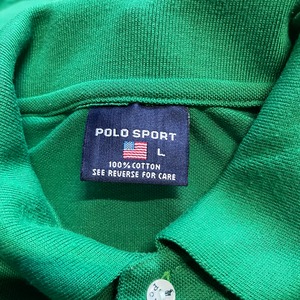 POLO SPORT
L
100% COTTON
SEE REVERSE FOR CARE